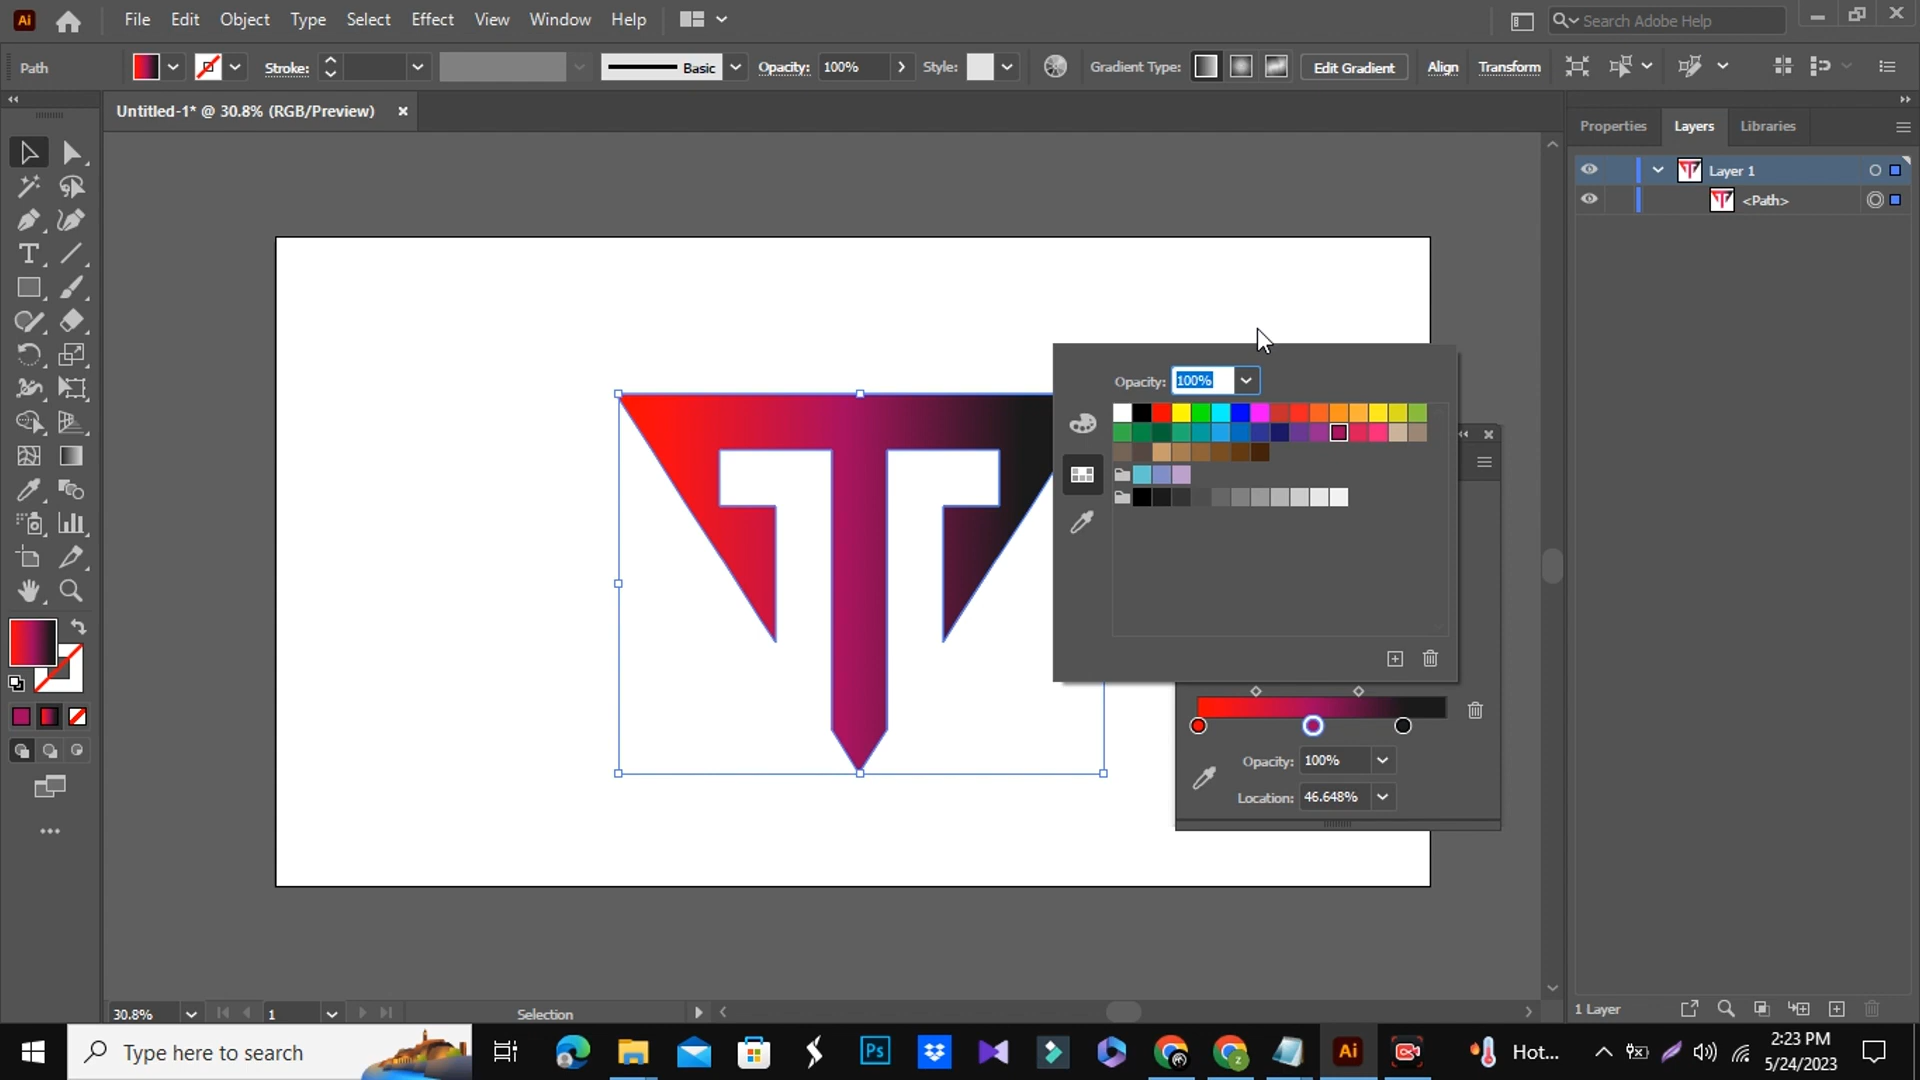 Ai File Edit Object Type Select Effect View Window Help Search Adobe Help
Path Stroke: Basic Opacity: 100% Style: Gradient Type: Edit Gradient Align Transform
Untitled-1* @ 30.8% (RGB/Preview)
Properties Layers Libraries
Layer 1
<Path>
Opacity: 100%
Opacity: 100%
Location: 46.648%
30.8% 1 Selection
1 Layer
Type here to search Ps Ai Hot... 2:23 PM
5/24/2023